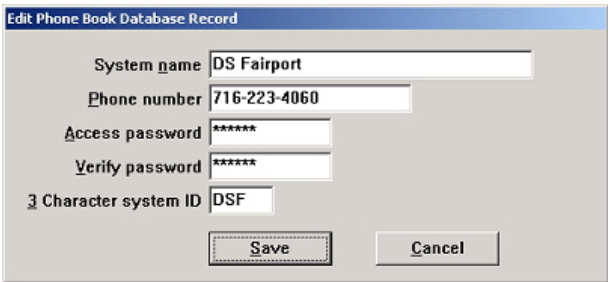 Edit Phone Book Database Record
System name DS Fairport
Phone number 716-223-4060
Access password ******
Verify password ******
3 Character system ID DSF
Save Cancel